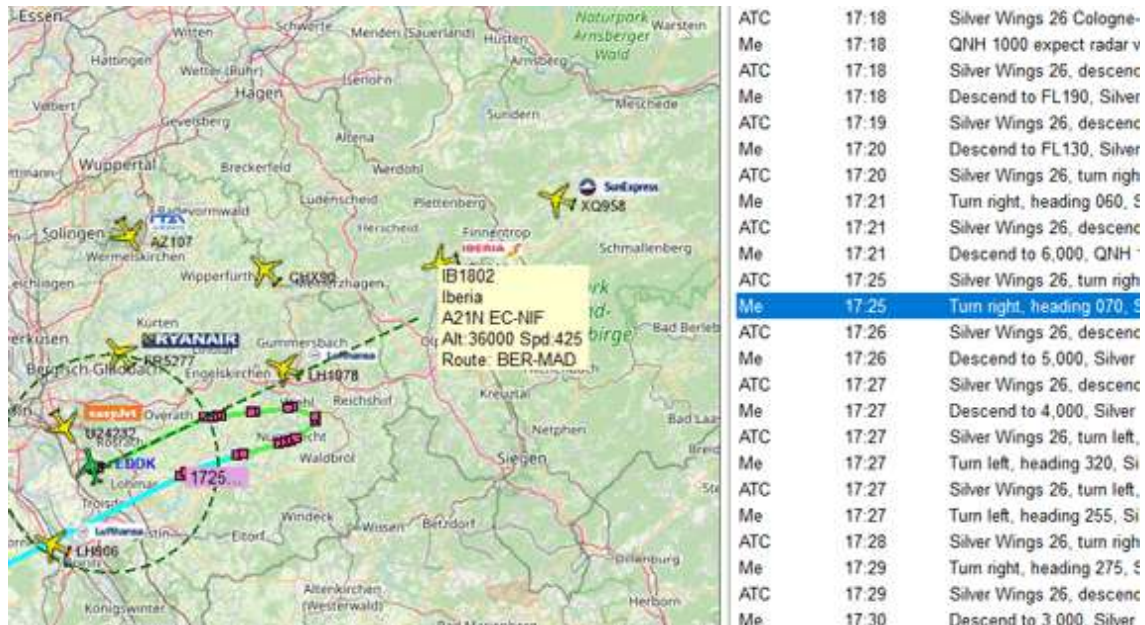 Essen
Witten
Schwerte
Menden (Sauerland)
Hüsten
Naturpark
Arnsberger
Wald
Warstein
Hattingen
Wetter (Ruhr)
Iserlohn
Arnsberg
Hagen
Velbert
Gevelsberg
Sundern
Meschede
Altena
Wuppertal
Breckerfeld
Werdohl
Lüdenscheid
Plettenberg
SunExpress
XQ958
Radevormwald
ITA
AZ107
Solingen
Wermelskirchen
Herscheid
Finnentrop
IBERIA
Schmallenberg
Wipperfürth
IB1802
Iberia
A21N EC-NIF
Alt:36000 Spd:425
Route: BER-MAD
Kürten
RYANAIR
FR5277
Gummersbach
Bergisch Gladbach
Engelskirchen
Lufthansa
LH1978
Reichshof
Kreuztal
easyJet
Overath
U24232
Rösrath
EDDK
Lohmar
Waldbröl
Netphen
Siegen
1725...
Windeck
Wissen
Betzdorf
Eitorf
Lufthansa
Dillenburg
Königswinter
Altenkirchen
(Westerwald)
Herborn
ATC 17:18 Silver Wings 26 Cologne-
Me 17:18 QNH 1000 expect radar v
ATC 17:18 Silver Wings 26, descend
Me 17:18 Descend to FL190, Silver
ATC 17:19 Silver Wings 26, descend
Me 17:20 Descend to FL130, Silver
ATC 17:20 Silver Wings 26, turn righ
Me 17:21 Turn right, heading 060, S
ATC 17:21 Silver Wings 26, descend
Me 17:21 Descend to 6,000, QNH
ATC 17:25 Silver Wings 26, turn righ
Me 17:25 Turn right, heading 070, S
ATC 17:26 Silver Wings 26, descend
Me 17:26 Descend to 5,000, Silver
ATC 17:27 Silver Wings 26, descend
Me 17:27 Descend to 4,000, Silver
ATC 17:27 Silver Wings 26, turn left,
Me 17:27 Turn left, heading 320, Si
ATC 17:27 Silver Wings 26, turn left,
Me 17:27 Turn left, heading 255, Si
ATC 17:28 Silver Wings 26, turn righ
Me 17:29 Turn right, heading 275, S
ATC 17:29 Silver Wings 26, descend
Me 17:30 Descend to 3,000, Silver